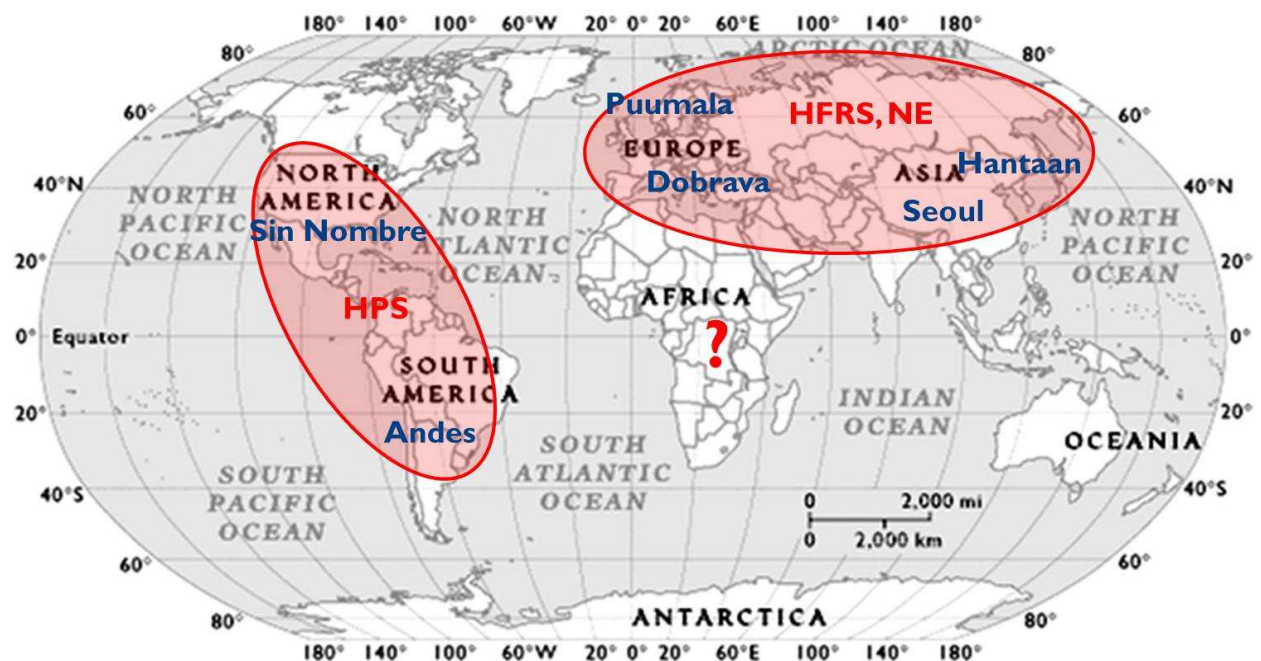 180° 140° 100° 60°W 20° 0° 20° 60°E 100° 140° 180°
80° ARCTIC OCEAN 80°
60° Puumala HFRS, NE 60°
EUROPE
NORTH ASIA Hantaan
40°N AMERICA Dobrava 40°N
NORTH PACIFIC OCEAN
Sin Nombre
NORTH ATLANTIC OCEAN
Seoul
NORTH PACIFIC OCEAN
20° 20°
HPS AFRICA
0° Equator ? 0°
SOUTH
AMERICA
20° INDIAN 20°
OCEAN
Andes
OCEANIA
SOUTH
PACIFIC
OCEAN
SOUTH
ATLANTIC
OCEAN
40°S 40°S
0 2,000 mi
0 2,000 km
60° 60°
80° ANTARCTICA 80°
180° 140° 100° 60°W 20° 0° 20° 60°E 100° 140° 180°